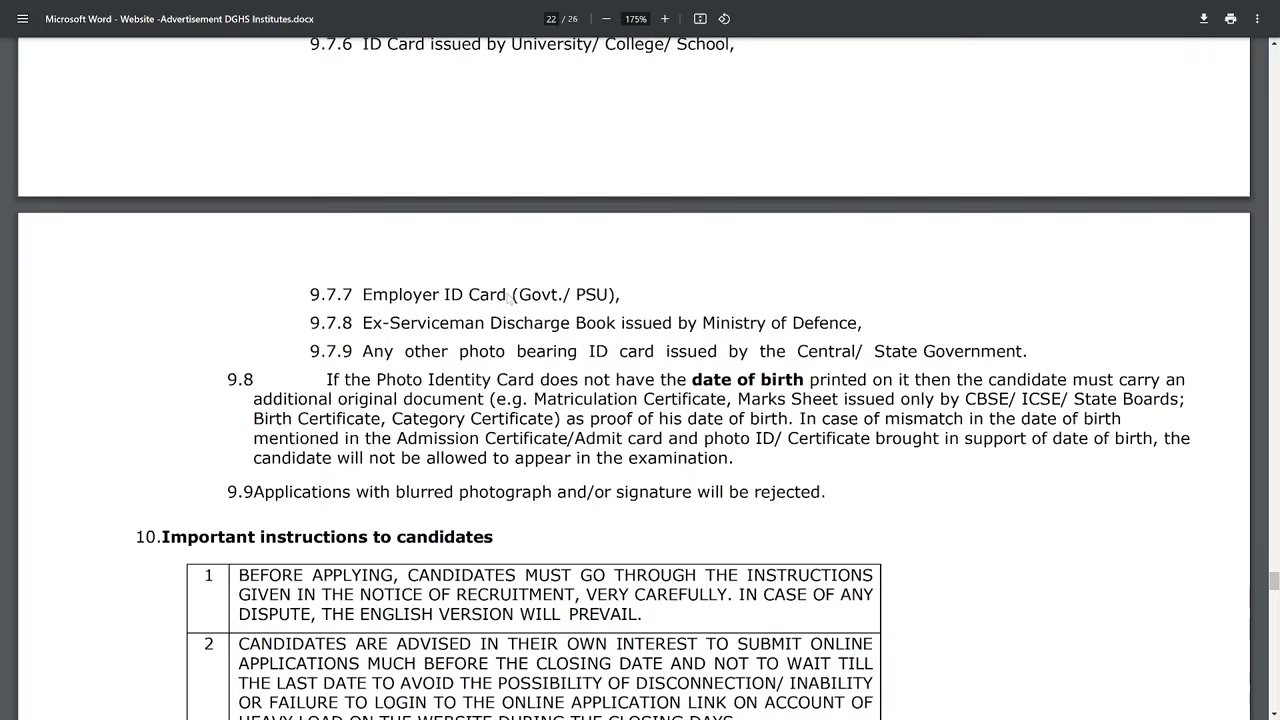 Microsoft Word - Website -Advertisement DGHS Institutes.docx
22 / 26
175%
9.7.6 ID Card issued by University/ College/ School,
9.7.7 Employer ID Card (Govt./ PSU),
9.7.8 Ex-Serviceman Discharge Book issued by Ministry of Defence,
9.7.9 Any other photo bearing ID card issued by the Central/ State Government.
9.8 If the Photo Identity Card does not have the date of birth printed on it then the candidate must carry an
additional original document (e.g. Matriculation Certificate, Marks Sheet issued only by CBSE/ ICSE/ State Boards;
Birth Certificate, Category Certificate) as proof of his date of birth. In case of mismatch in the date of birth
mentioned in the Admission Certificate/Admit card and photo ID/ Certificate brought in support of date of birth, the
candidate will not be allowed to appear in the examination.
9.9Applications with blurred photograph and/or signature will be rejected.
10.Important instructions to candidates
1 BEFORE APPLYING, CANDIDATES MUST GO THROUGH THE INSTRUCTIONS
GIVEN IN THE NOTICE OF RECRUITMENT, VERY CAREFULLY. IN CASE OF ANY
DISPUTE, THE ENGLISH VERSION WILL PREVAIL.
2 CANDIDATES ARE ADVISED IN THEIR OWN INTEREST TO SUBMIT ONLINE
APPLICATIONS MUCH BEFORE THE CLOSING DATE AND NOT TO WAIT TILL
THE LAST DATE TO AVOID THE POSSIBILITY OF DISCONNECTION/ INABILITY
OR FAILURE TO LOGIN TO THE ONLINE APPLICATION LINK ON ACCOUNT OF
HEAVY LOAD ON THE WEBSITE DURING THE CLOSING DAYS.